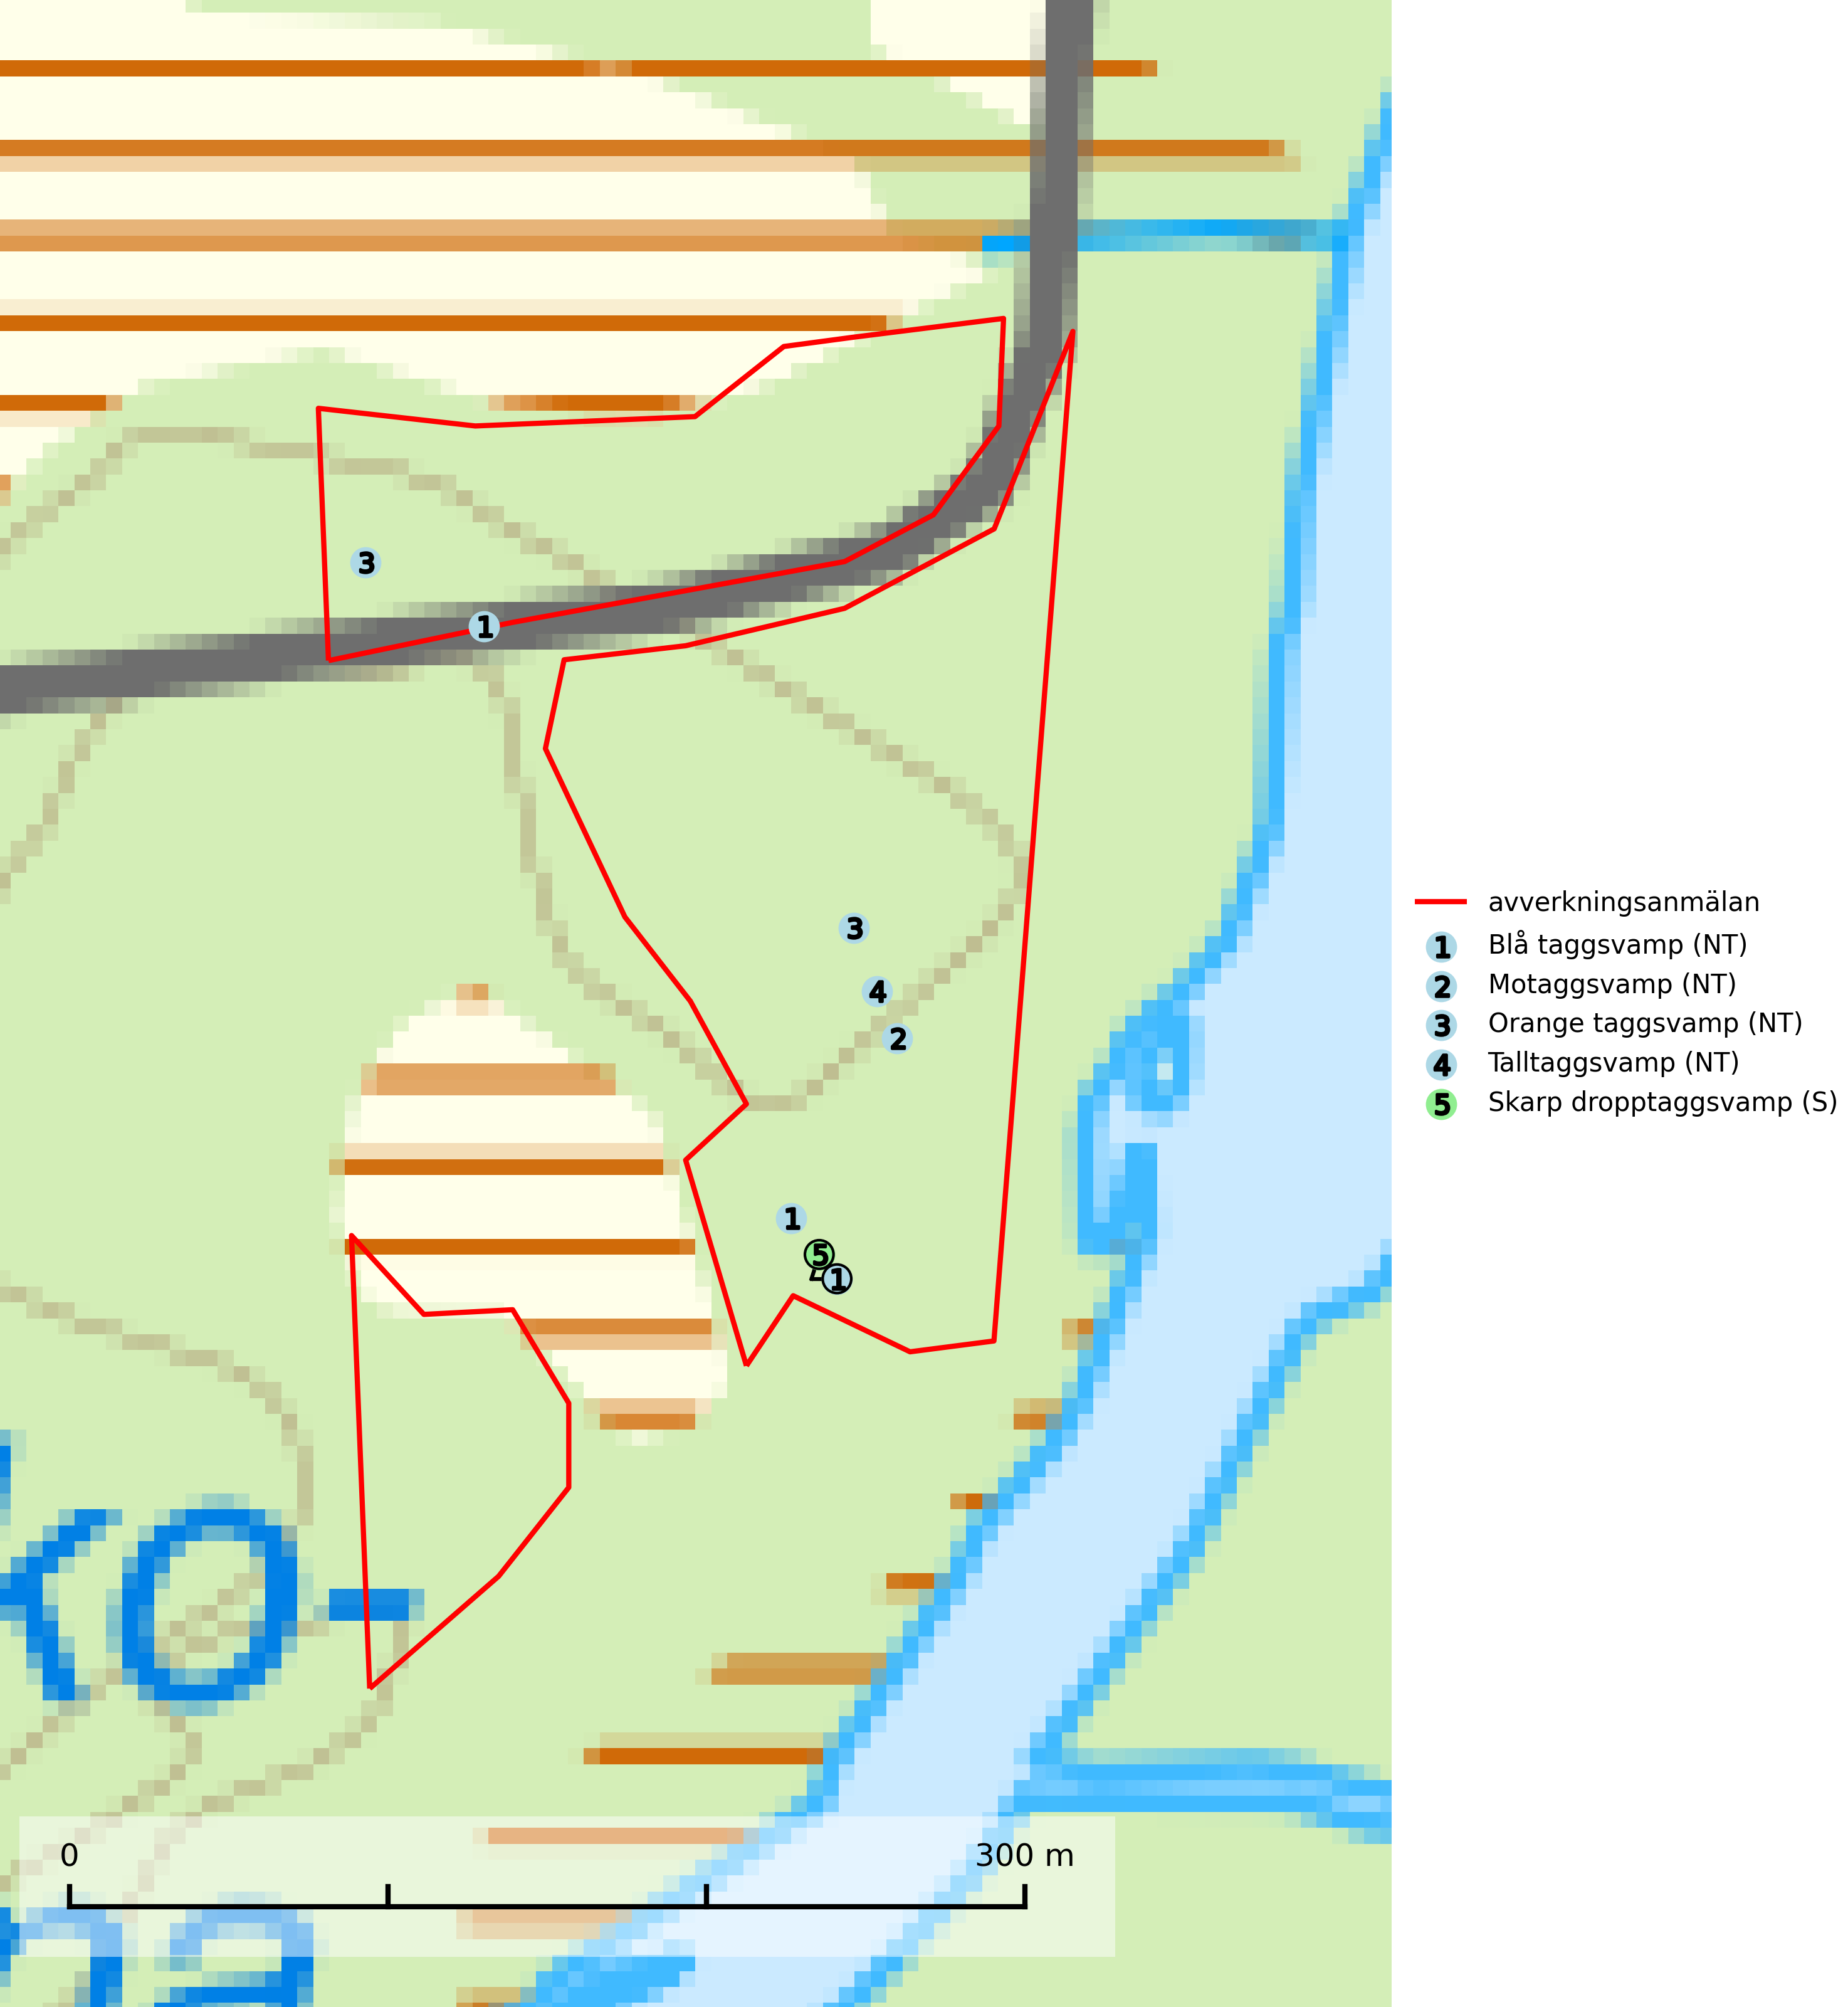 3
1
3
4
2
1
5
1
0
300 m
avverkningsanmälan
1 Blå taggsvamp (NT)
2 Motaggsvamp (NT)
3 Orange taggsvamp (NT)
4 Talltaggsvamp (NT)
5 Skarp dropptaggsvamp (S)